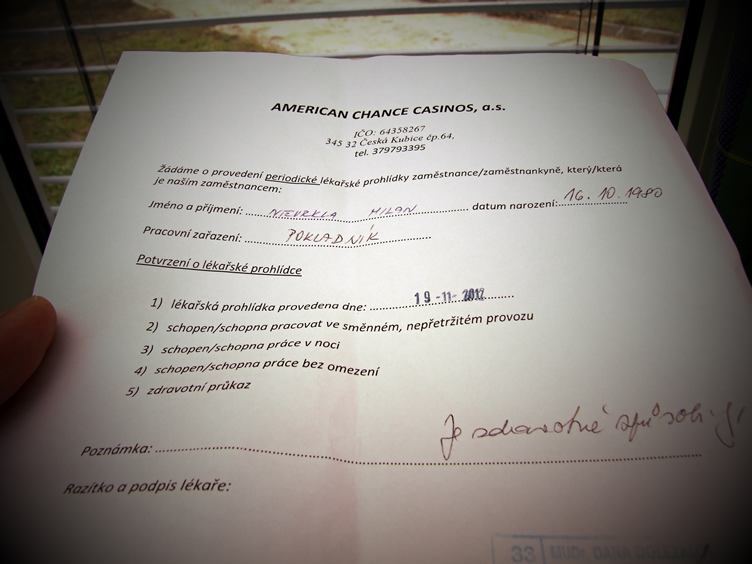 AMERICAN CHANCE CASINOS, a.s.
IČO: 64358267
345 32 Česká Kubice čp.64,
tel. 379793395
Žádáme o provedení periodické lékařské prohlídky zaměstnance/zaměstnankyně, který/která
je naším zaměstnancem:
Jméno a příjmení: NEVRKLA MILAN datum narození: 16.10.1980
Pracovní zařazení: POKLADNÍK
Potvrzení o lékařské prohlídce
1) lékařská prohlídka provedena dne: 19-11-2012
2) schopen/schopna pracovat ve směnném, nepřetržitém provozu
3) schopen/schopna práce v noci
4) schopen/schopna práce bez omezení
5) zdravotní průkaz
Je zdravotně způsobilý
Poznámka:
Razítko a podpis lékaře:
33 MUDr. DANA